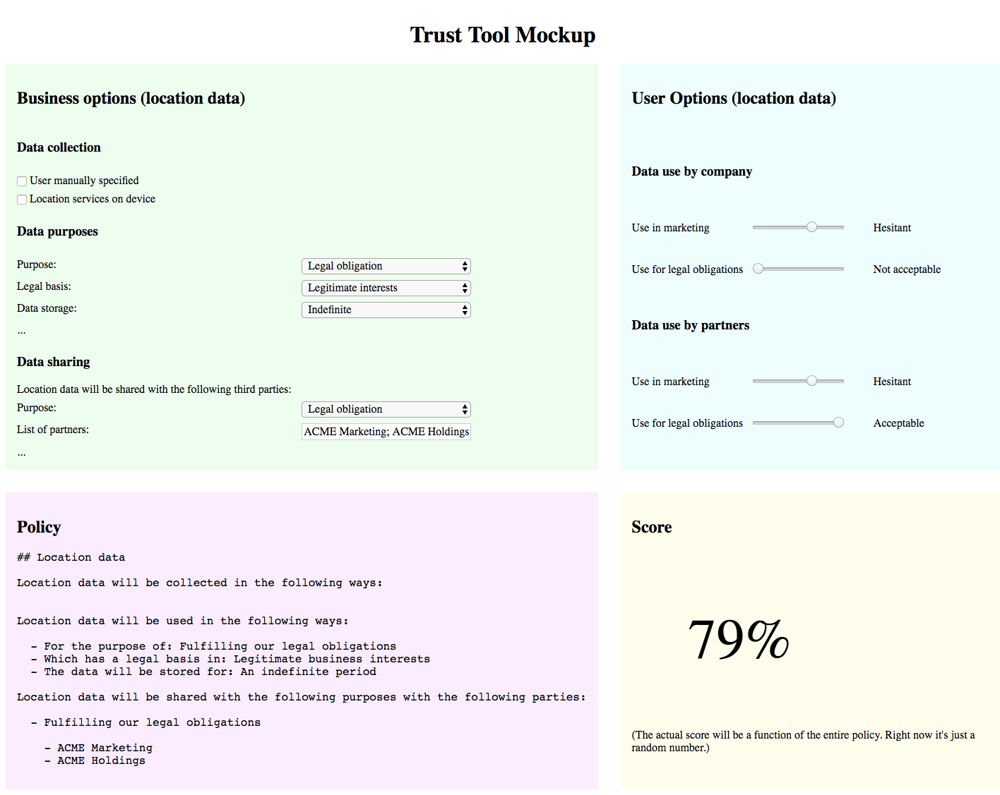 Trust Tool Mockup
Business options (location data)
Data collection
User manually specified
Location services on device
Data purposes
Purpose: Legal obligation
Legal basis: Legitimate interests
Data storage: Indefinite
...
Data sharing
Location data will be shared with the following third parties:
Purpose: Legal obligation
List of partners: ACME Marketing; ACME Holdings
...
User Options (location data)
Data use by company
Use in marketing Hesitant
Use for legal obligations Not acceptable
Data use by partners
Use in marketing Hesitant
Use for legal obligations Acceptable
Policy
## Location data
Location data will be collected in the following ways:
Location data will be used in the following ways:
- For the purpose of: Fulfilling our legal obligations
- Which has a legal basis in: Legitimate business interests
- The data will be stored for: An indefinite period
Location data will be shared with the following purposes with the following parties:
- Fulfilling our legal obligations
- ACME Marketing
- ACME Holdings
Score
79%
(The actual score will be a function of the entire policy. Right now it's just a
random number.)